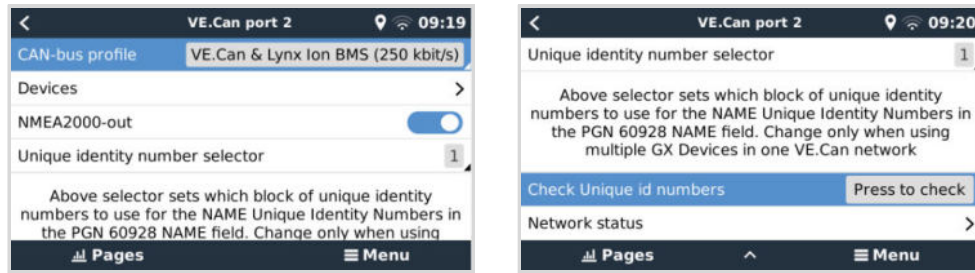 VE.Can port 2 09:19
CAN-bus profile VE.Can & Lynx Ion BMS (250 kbit/s)
Devices
NMEA2000-out
Unique identity number selector 1
Above selector sets which block of unique identity
numbers to use for the NAME Unique Identity Numbers in
the PGN 60928 NAME field. Change only when using
Pages Menu
VE.Can port 2 09:20
Unique identity number selector 1
Above selector sets which block of unique identity
numbers to use for the NAME Unique Identity Numbers in
the PGN 60928 NAME field. Change only when using
multiple GX Devices in one VE.Can network
Check Unique id numbers Press to check
Network status
Pages Menu